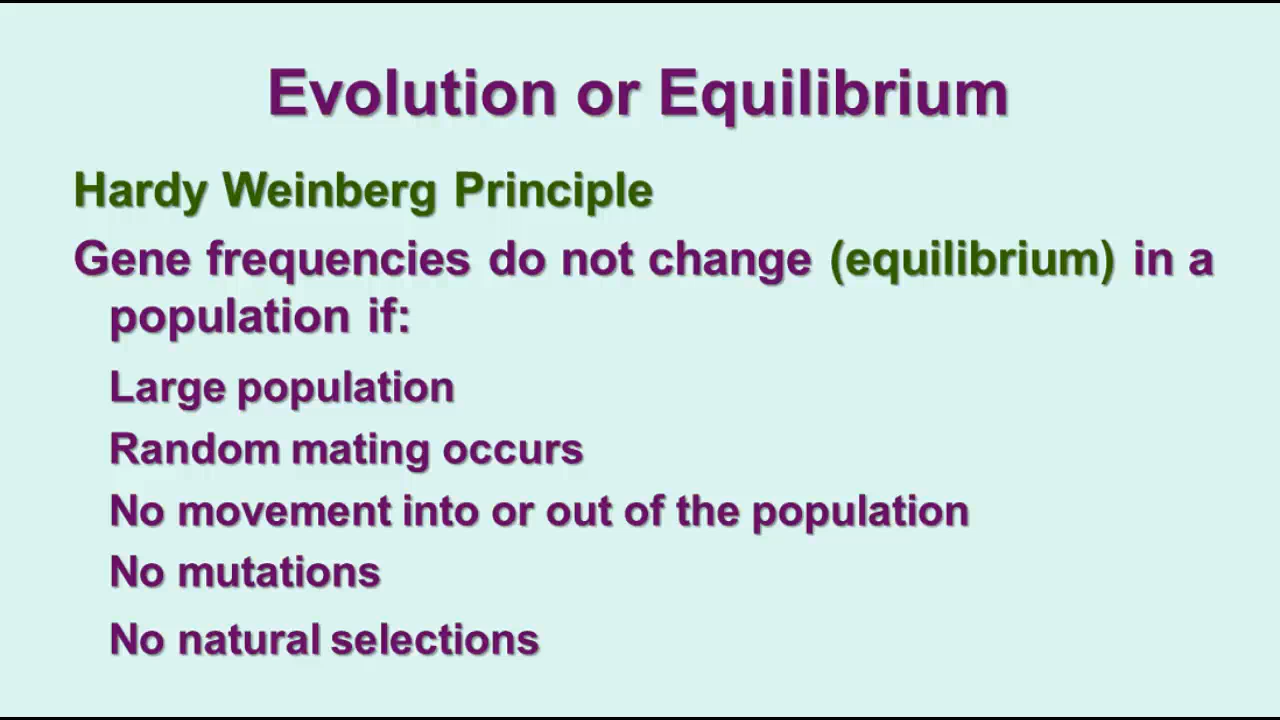 Evolution or Equilibrium
Hardy Weinberg Principle
Gene frequencies do not change (equilibrium) in a
population if:
Large population
Random mating occurs
No movement into or out of the population
No mutations
No natural selections